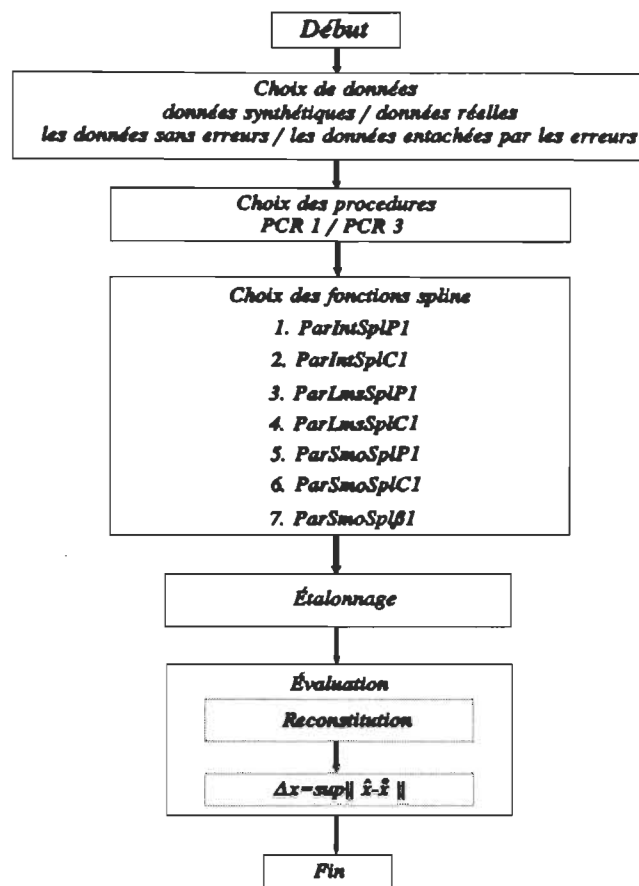 Début
Choix de données
données synthétiques / données réelles
les données sans erreurs / les données entachées par les erreurs
Choix des procedures
PCR 1 / PCR 3
Choix des fonctions spline
1. ParIntSplP1
2. ParIntSplC1
3. ParLmsSplP1
4. ParLmsSplC1
5. ParSmoSplP1
6. ParSmoSplC1
7. ParSmoSplβ1
Étalonnage
Évaluation
Reconstitution
Δx=sup‖ x̂-x̊̂ ‖
Fin